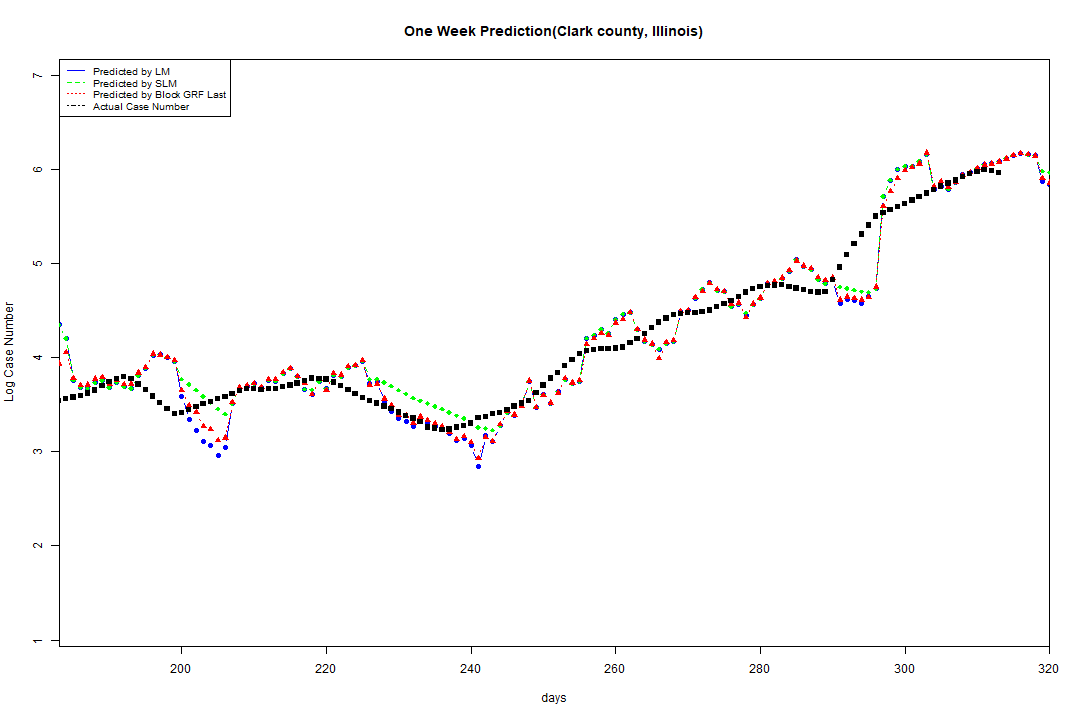 One Week Prediction(Clark county, Illinois)
Predicted by LM
Predicted by SLM
Predicted by Block GRF Last
Actual Case Number
7
6
5
4
3
2
1
Log Case Number
200 220 240 260 280 300 320
days